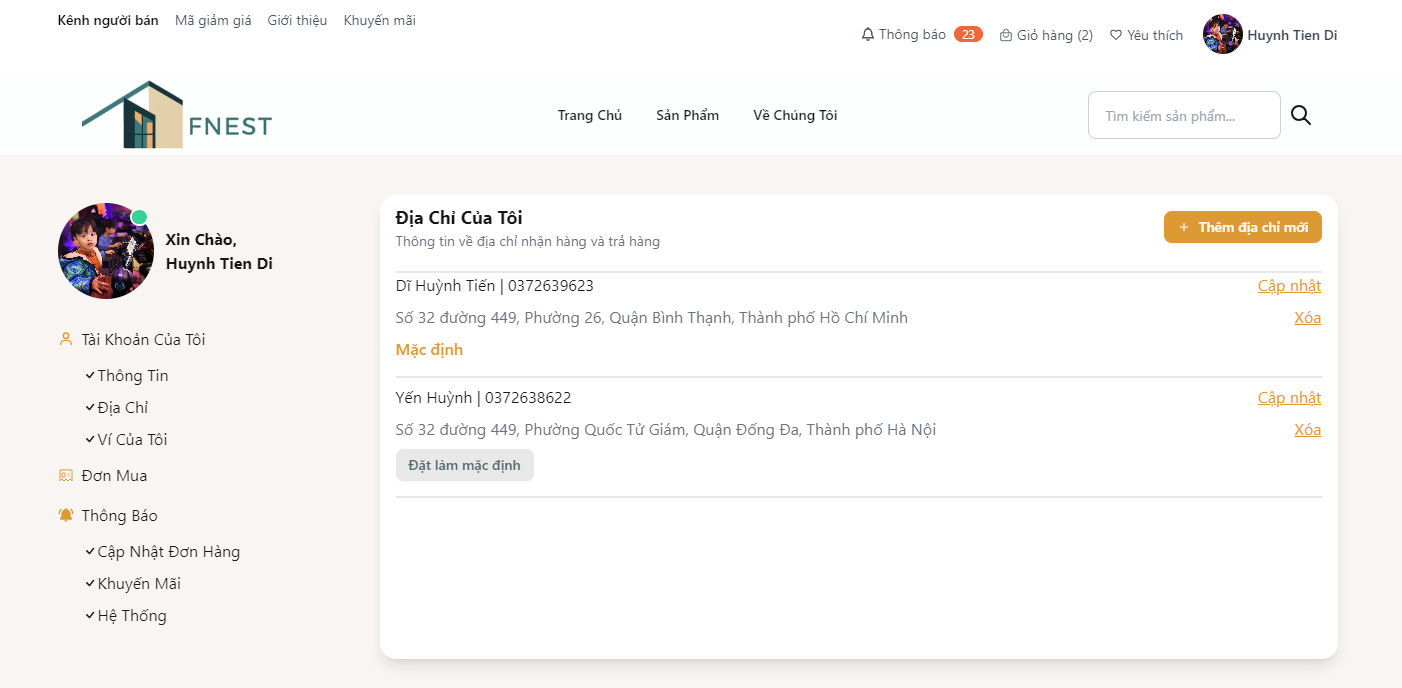 Kênh người bán Mã giảm giá Giới thiệu Khuyến mãi
Thông báo 23 Giỏ hàng (2) Yêu thích Huynh Tien Di
FNEST
Trang Chủ Sản Phẩm Về Chúng Tôi
Tìm kiếm sản phẩm...
Xin Chào,
Huynh Tien Di
Tài Khoản Của Tôi
Thông Tin
Địa Chỉ
Ví Của Tôi
Đơn Mua
Thông Báo
Cập Nhật Đơn Hàng
Khuyến Mãi
Hệ Thống
Địa Chỉ Của Tôi
Thông tin về địa chỉ nhận hàng và trả hàng
+ Thêm địa chỉ mới
Dĩ Huỳnh Tiến | 0372639623 Cập nhật
Số 32 đường 449, Phường 26, Quận Bình Thạnh, Thành phố Hồ Chí Minh Xóa
Mặc định
Yến Huỳnh | 0372638622 Cập nhật
Số 32 đường 449, Phường Quốc Tử Giám, Quận Đống Đa, Thành phố Hà Nội Xóa
Đặt làm mặc định